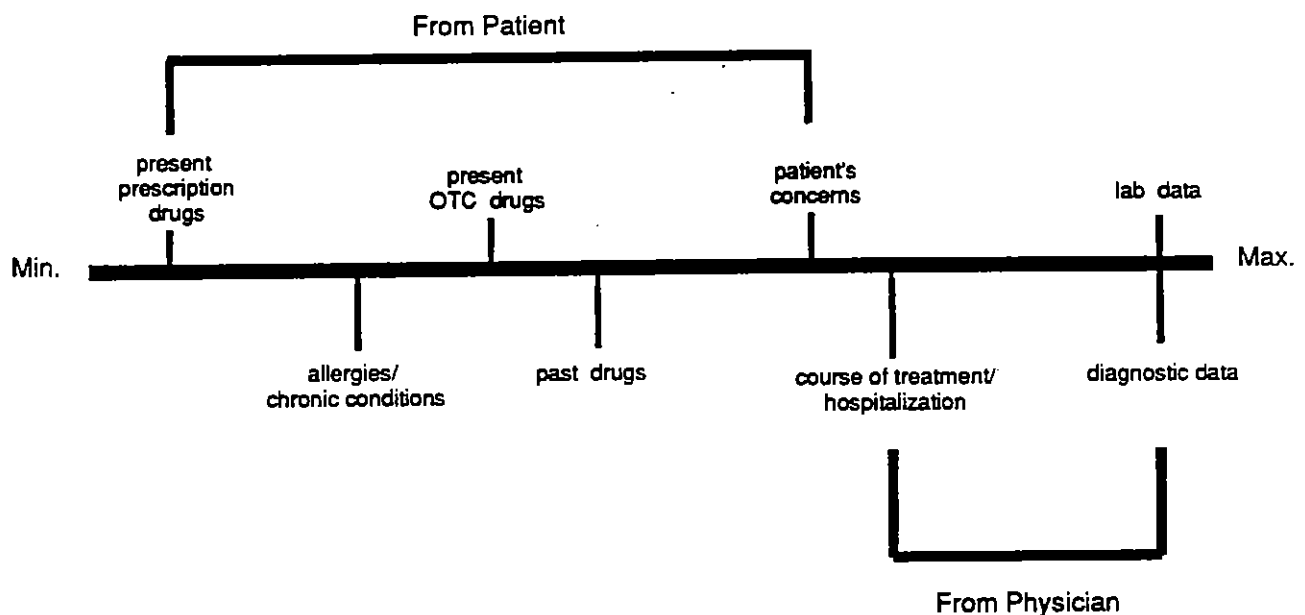 From Patient
present
prescription
drugs
present
OTC drugs
patient's
concerns
lab data
Min.
Max.
allergies/
chronic conditions
past drugs
course of treatment/
hospitalization
diagnostic data
From Physician